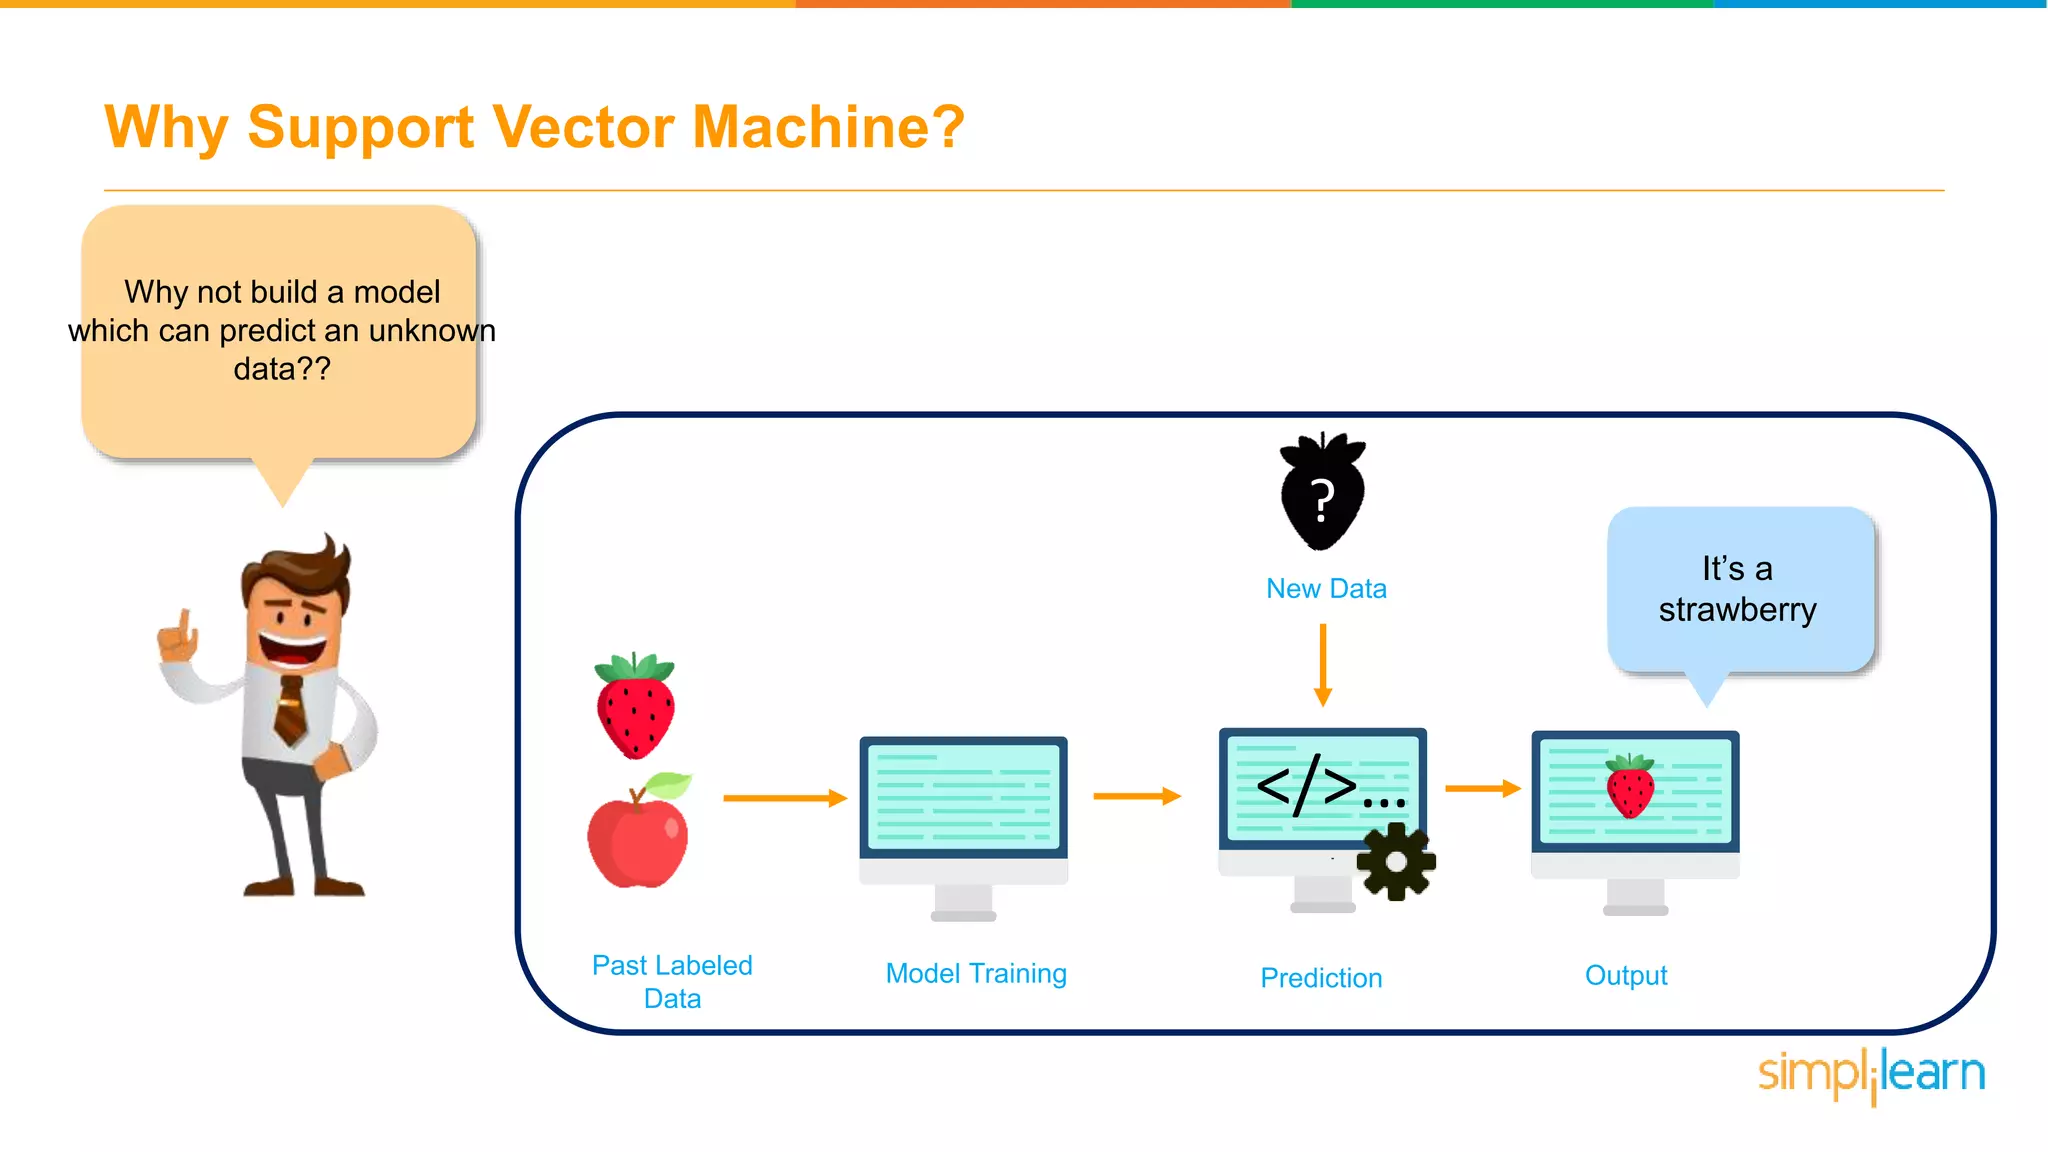 Why Support Vector Machine?
Why not build a model
which can predict an unknown
data??
?
New Data
It’s a
strawberry
</>...
Past Labeled
Data
Model Training
Prediction
Output
simplilearn